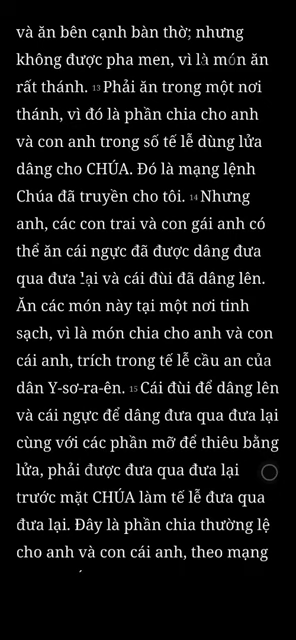 và ăn bên cạnh bàn thờ; nhưng
không được pha men, vì là món ăn
rất thánh. 13 Phải ăn trong một nơi
thánh, vì đó là phần chia cho anh
và con anh trong số tế lễ dùng lửa
dâng cho CHÚA. Đó là mạng lệnh
Chúa đã truyền cho tôi. 14 Nhưng
anh, các con trai và con gái anh có
thể ăn cái ngực đã được dâng đưa
qua đưa lại và cái đùi đã dâng lên.
Ăn các món này tại một nơi tinh
sạch, vì là món chia cho anh và con
cái anh, trích trong tế lễ cầu an của
dân Y-sơ-ra-ên. 15 Cái đùi để dâng lên
và cái ngực để dâng đưa qua đưa lại
cùng với các phần mỡ để thiêu bằng
lửa, phải được đưa qua đưa lại
trước mặt CHÚA làm tế lễ đưa qua
đưa lại. Đây là phần chia thường lệ
cho anh và con cái anh, theo mạng